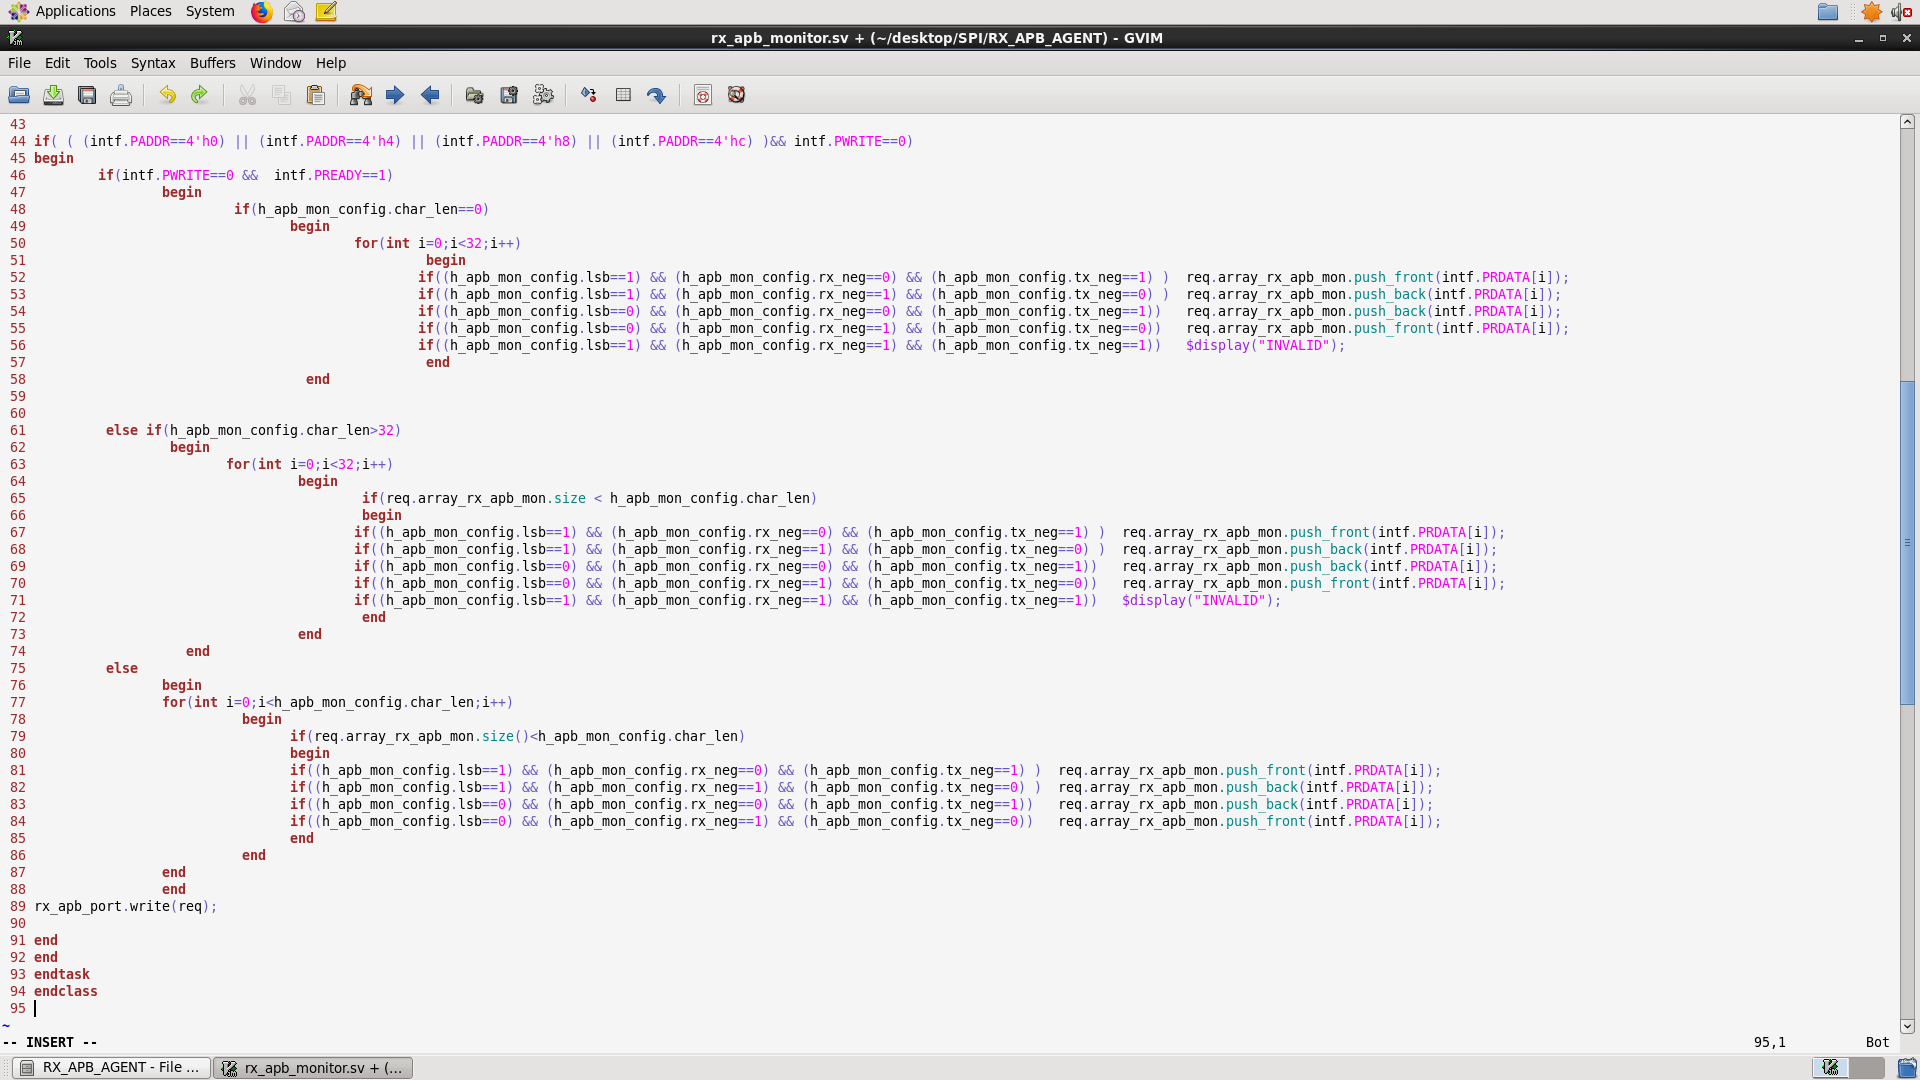 Applications Places System
rx_apb_monitor.sv + (~/desktop/SPI/RX_APB_AGENT) - GVIM
File Edit Tools Syntax Buffers Window Help
43
44 if( ( (intf.PADDR==4'h0) || (intf.PADDR==4'h4) || (intf.PADDR==4'h8) || (intf.PADDR==4'hc) )&& intf.PWRITE==0)
45 begin
46 if(intf.PWRITE==0 && intf.PREADY==1)
47 begin
48 if(h_apb_mon_config.char_len==0)
49 begin
50 for(int i=0;i<32;i++)
51 begin
52 if((h_apb_mon_config.lsb==1) && (h_apb_mon_config.rx_neg==0) && (h_apb_mon_config.tx_neg==1) ) req.array_rx_apb_mon.push_front(intf.PRDATA[i]);
53 if((h_apb_mon_config.lsb==1) && (h_apb_mon_config.rx_neg==1) && (h_apb_mon_config.tx_neg==0) ) req.array_rx_apb_mon.push_back(intf.PRDATA[i]);
54 if((h_apb_mon_config.lsb==0) && (h_apb_mon_config.rx_neg==0) && (h_apb_mon_config.tx_neg==1)) req.array_rx_apb_mon.push_back(intf.PRDATA[i]);
55 if((h_apb_mon_config.lsb==0) && (h_apb_mon_config.rx_neg==1) && (h_apb_mon_config.tx_neg==0)) req.array_rx_apb_mon.push_front(intf.PRDATA[i]);
56 if((h_apb_mon_config.lsb==1) && (h_apb_mon_config.rx_neg==1) && (h_apb_mon_config.tx_neg==1)) $display("INVALID");
57 end
58 end
59
60
61 else if(h_apb_mon_config.char_len>32)
62 begin
63 for(int i=0;i<32;i++)
64 begin
65 if(req.array_rx_apb_mon.size < h_apb_mon_config.char_len)
66 begin
67 if((h_apb_mon_config.lsb==1) && (h_apb_mon_config.rx_neg==0) && (h_apb_mon_config.tx_neg==1) ) req.array_rx_apb_mon.push_front(intf.PRDATA[i]);
68 if((h_apb_mon_config.lsb==1) && (h_apb_mon_config.rx_neg==1) && (h_apb_mon_config.tx_neg==0) ) req.array_rx_apb_mon.push_back(intf.PRDATA[i]);
69 if((h_apb_mon_config.lsb==0) && (h_apb_mon_config.rx_neg==0) && (h_apb_mon_config.tx_neg==1)) req.array_rx_apb_mon.push_back(intf.PRDATA[i]);
70 if((h_apb_mon_config.lsb==0) && (h_apb_mon_config.rx_neg==1) && (h_apb_mon_config.tx_neg==0)) req.array_rx_apb_mon.push_front(intf.PRDATA[i]);
71 if((h_apb_mon_config.lsb==1) && (h_apb_mon_config.rx_neg==1) && (h_apb_mon_config.tx_neg==1)) $display("INVALID");
72 end
73 end
74 end
75 else
76 begin
77 for(int i=0;i<h_apb_mon_config.char_len;i++)
78 begin
79 if(req.array_rx_apb_mon.size()<h_apb_mon_config.char_len)
80 begin
81 if((h_apb_mon_config.lsb==1) && (h_apb_mon_config.rx_neg==0) && (h_apb_mon_config.tx_neg==1) ) req.array_rx_apb_mon.push_front(intf.PRDATA[i]);
82 if((h_apb_mon_config.lsb==1) && (h_apb_mon_config.rx_neg==1) && (h_apb_mon_config.tx_neg==0) ) req.array_rx_apb_mon.push_back(intf.PRDATA[i]);
83 if((h_apb_mon_config.lsb==0) && (h_apb_mon_config.rx_neg==0) && (h_apb_mon_config.tx_neg==1)) req.array_rx_apb_mon.push_back(intf.PRDATA[i]);
84 if((h_apb_mon_config.lsb==0) && (h_apb_mon_config.rx_neg==1) && (h_apb_mon_config.tx_neg==0)) req.array_rx_apb_mon.push_front(intf.PRDATA[i]);
85 end
86 end
87 end
88 end
89 rx_apb_port.write(req);
90
91 end
92 end
93 endtask
94 endclass
95
~
-- INSERT -- 95,1 Bot
RX_APB_AGENT - File ... rx_apb_monitor.sv + (...